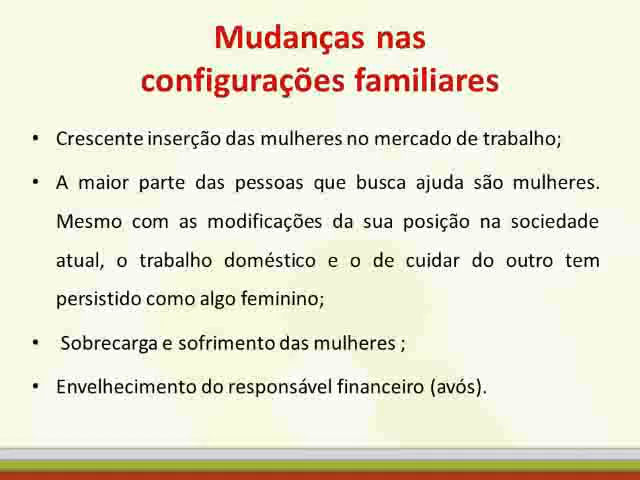 Mudanças nas
configurações familiares
• Crescente inserção das mulheres no mercado de trabalho;
• A maior parte das pessoas que busca ajuda são mulheres.
Mesmo com as modificações da sua posição na sociedade
atual, o trabalho doméstico e o de cuidar do outro tem
persistido como algo feminino;
• Sobrecarga e sofrimento das mulheres ;
• Envelhecimento do responsável financeiro (avós).